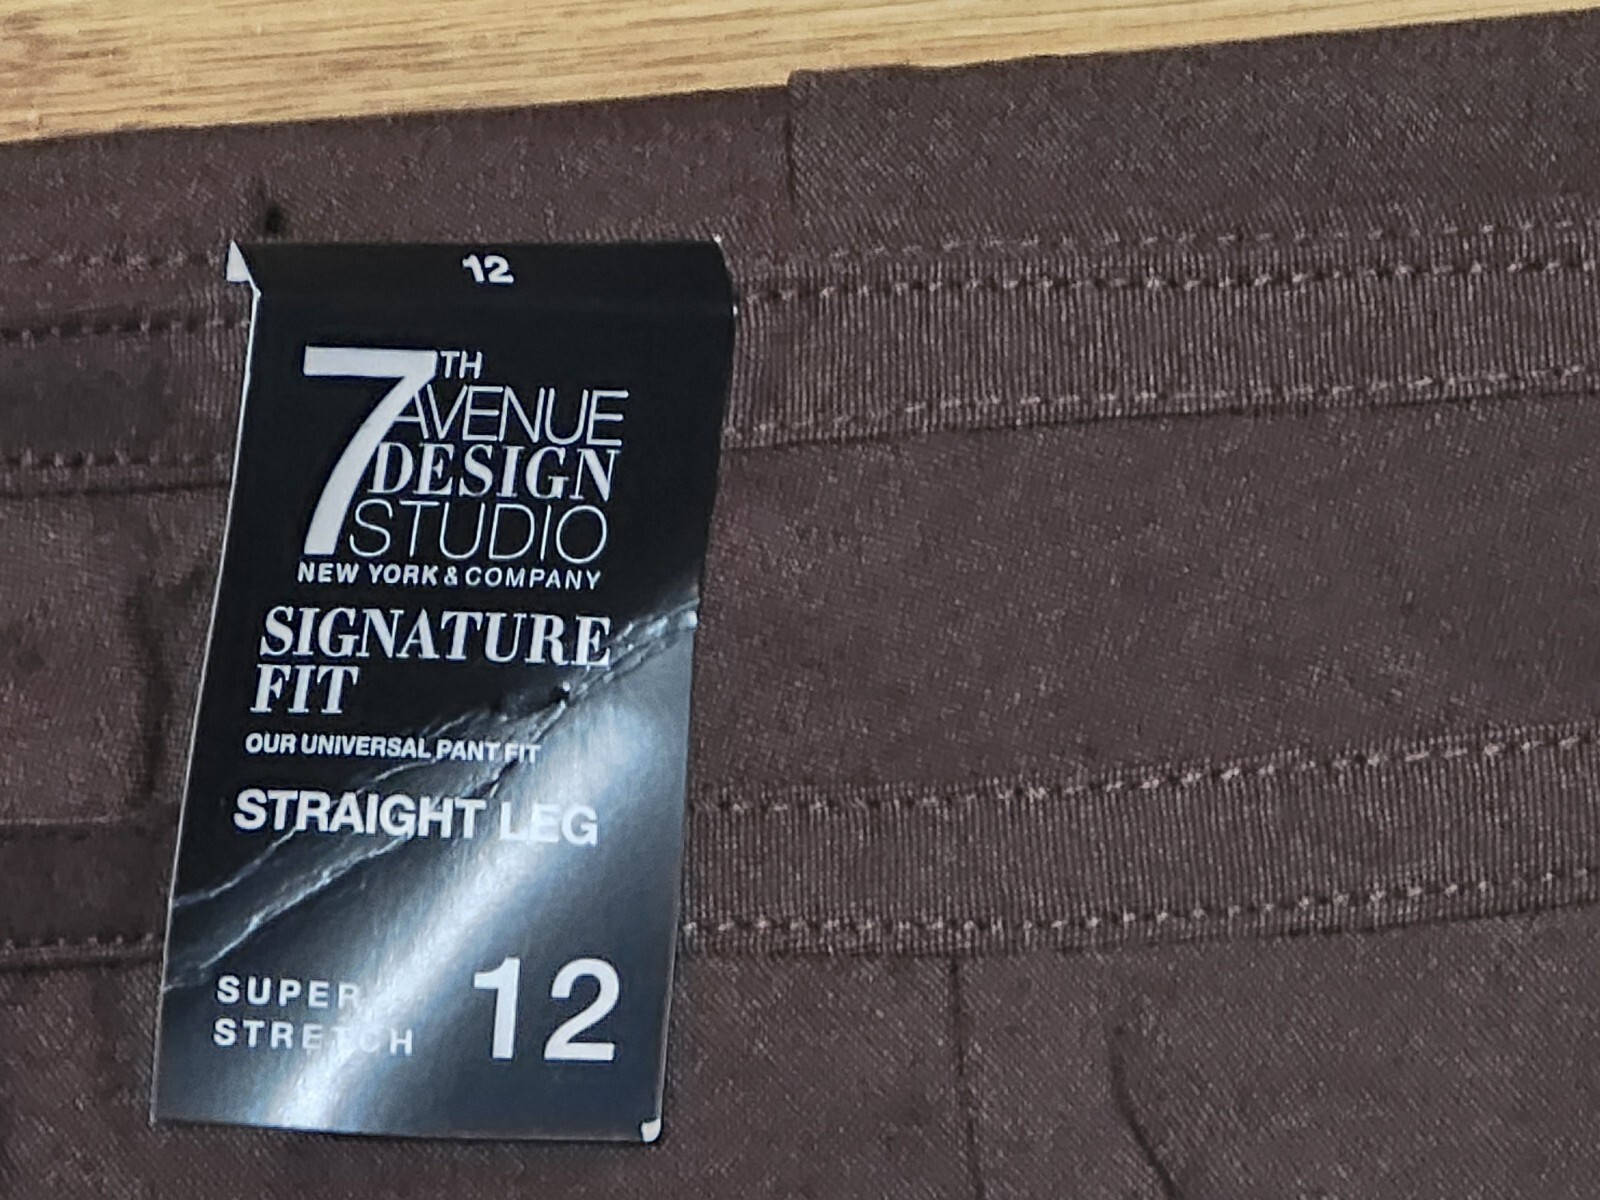 12
7TH
AVENUE
DESIGN
STUDIO
NEW YORK & COMPANY
SIGNATURE
FIT
OUR UNIVERSAL PANT FIT
STRAIGHT LEG
SUPER
STRETCH
12